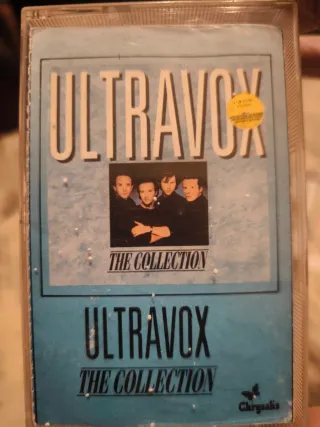 ULTRAVOX
THE COLLECTION
ULTRAVOX
THE COLLECTION
Chrysalis